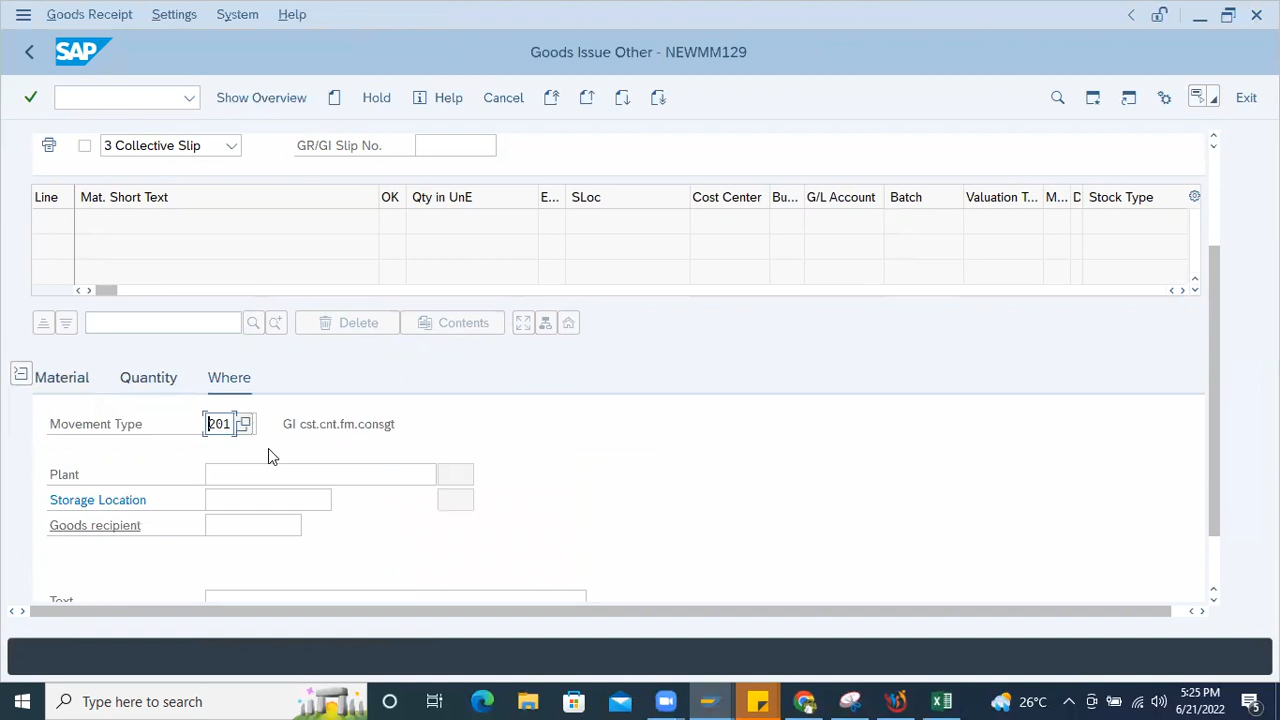 Goods Receipt Settings System Help
SAP Goods Issue Other - NEWMM129
Show Overview Hold Help Cancel Exit
3 Collective Slip GR/GI Slip No.
Line Mat. Short Text OK Qty in UnE E... SLoc Cost Center Bu... G/L Account Batch Valuation T... M... D Stock Type
Delete Contents
Material Quantity Where
Movement Type 201 GI cst.cnt.fm.consgt
Plant
Storage Location
Goods recipient
Text
Type here to search 26°C 5:25 PM
6/21/2022 5